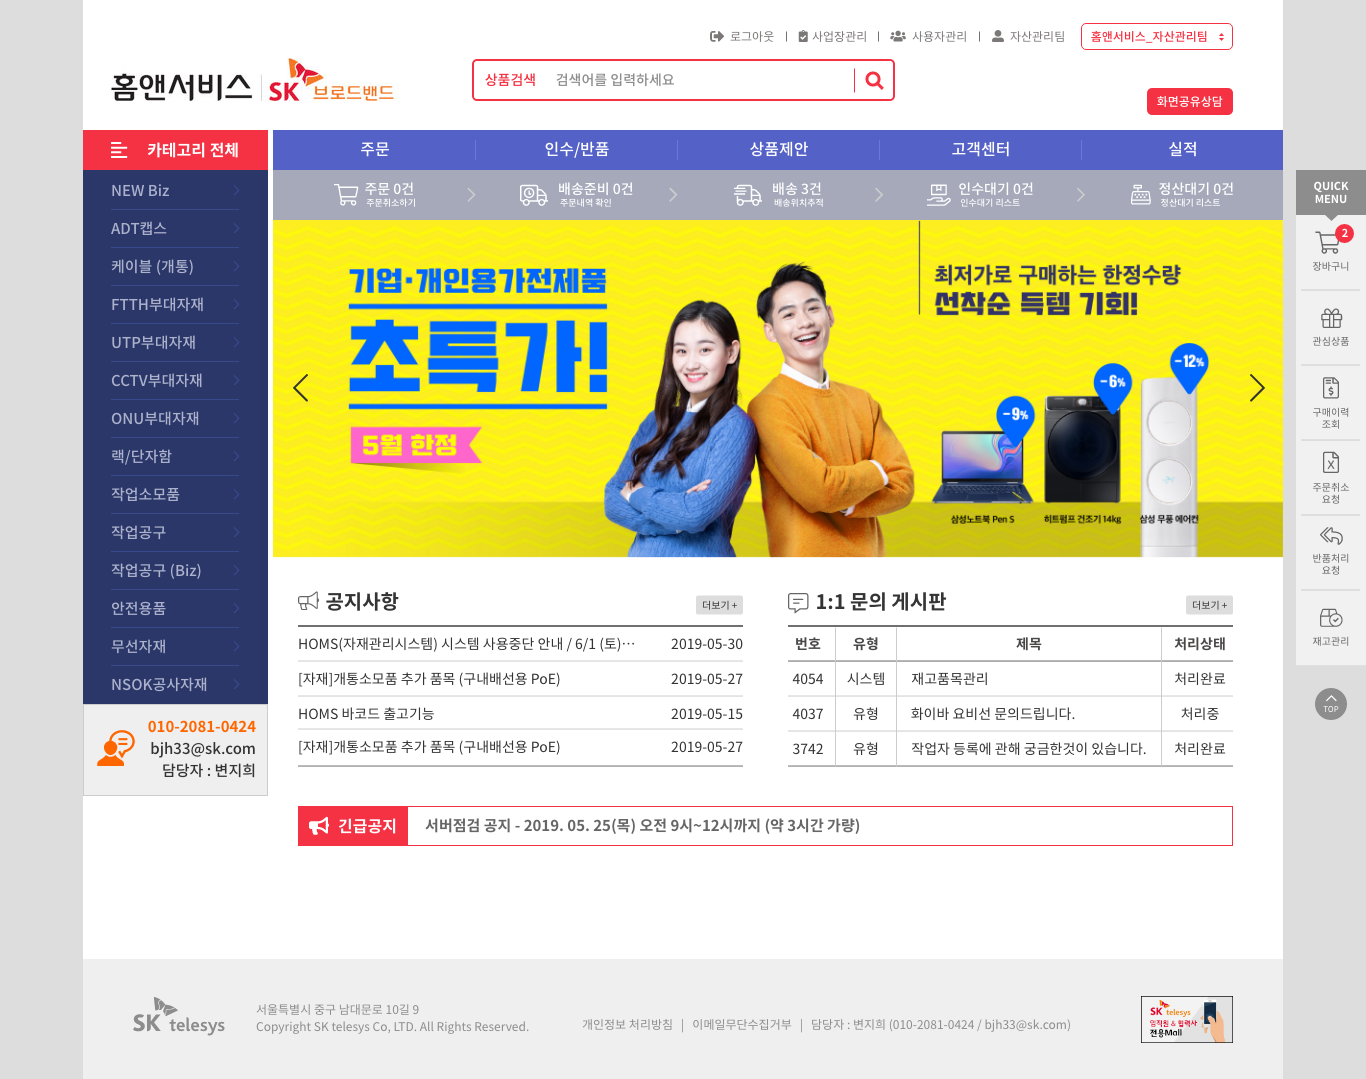 로그아웃
사업장관리
사용자관리
자산관리팀
홈앤서비스_자산관리팀
홈앤서비스
SK 브로드밴드
상품검색 검색어를 입력하세요
화면공유상담
카테고리 전체
주문
인수/반품
상품제안
고객센터
실적
주문 0건
주문취소하기
배송준비 0건
주문내역 확인
배송 3건
배송위치추적
인수대기 0건
인수대기 리스트
정산대기 0건
정산대기 리스트
NEW Biz
ADT캡스
케이블 (개통)
FTTH부대자재
UTP부대자재
CCTV부대자재
ONU부대자재
랙/단자함
작업소모품
작업공구
작업공구 (Biz)
안전용품
무선자재
NSOK공사자재
010-2081-0424
bjh33@sk.com
담당자 : 변지희
기업·개인용가전제품
초특가!
5월 한정
최저가로 구매하는 한정수량
선착순 득템 기회!
-9%
-6%
-12%
삼성노트북 Pen S
히트펌프 건조기 14kg
삼성 무풍 에어컨
QUICK
MENU
2
장바구니
관심상품
구매이력
조회
주문취소
요청
반품처리
요청
재고관리
TOP
공지사항
더보기 +
HOMS(자재관리시스템) 시스템 사용중단 안내 / 6/1 (토)… 2019-05-30
[자재]개통소모품 추가 품목 (구내배선용 PoE) 2019-05-27
HOMS 바코드 출고기능 2019-05-15
[자재]개통소모품 추가 품목 (구내배선용 PoE) 2019-05-27
1:1 문의 게시판
더보기 +
번호 유형 제목 처리상태
4054 시스템 재고품목관리 처리완료
4037 유형 화이바 요비선 문의드립니다. 처리중
3742 유형 작업자 등록에 관해 궁금한것이 있습니다. 처리완료
긴급공지
서버점검 공지 - 2019. 05. 25(목) 오전 9시~12시까지 (약 3시간 가량)
SK telesys
서울특별시 중구 남대문로 10길 9
Copyright SK telesys Co, LTD. All Rights Reserved.
개인정보 처리방침 | 이메일무단수집거부 | 담당자 : 변지희 (010-2081-0424 / bjh33@sk.com)
SK telesys
임직원 & 협력사
전용Mall